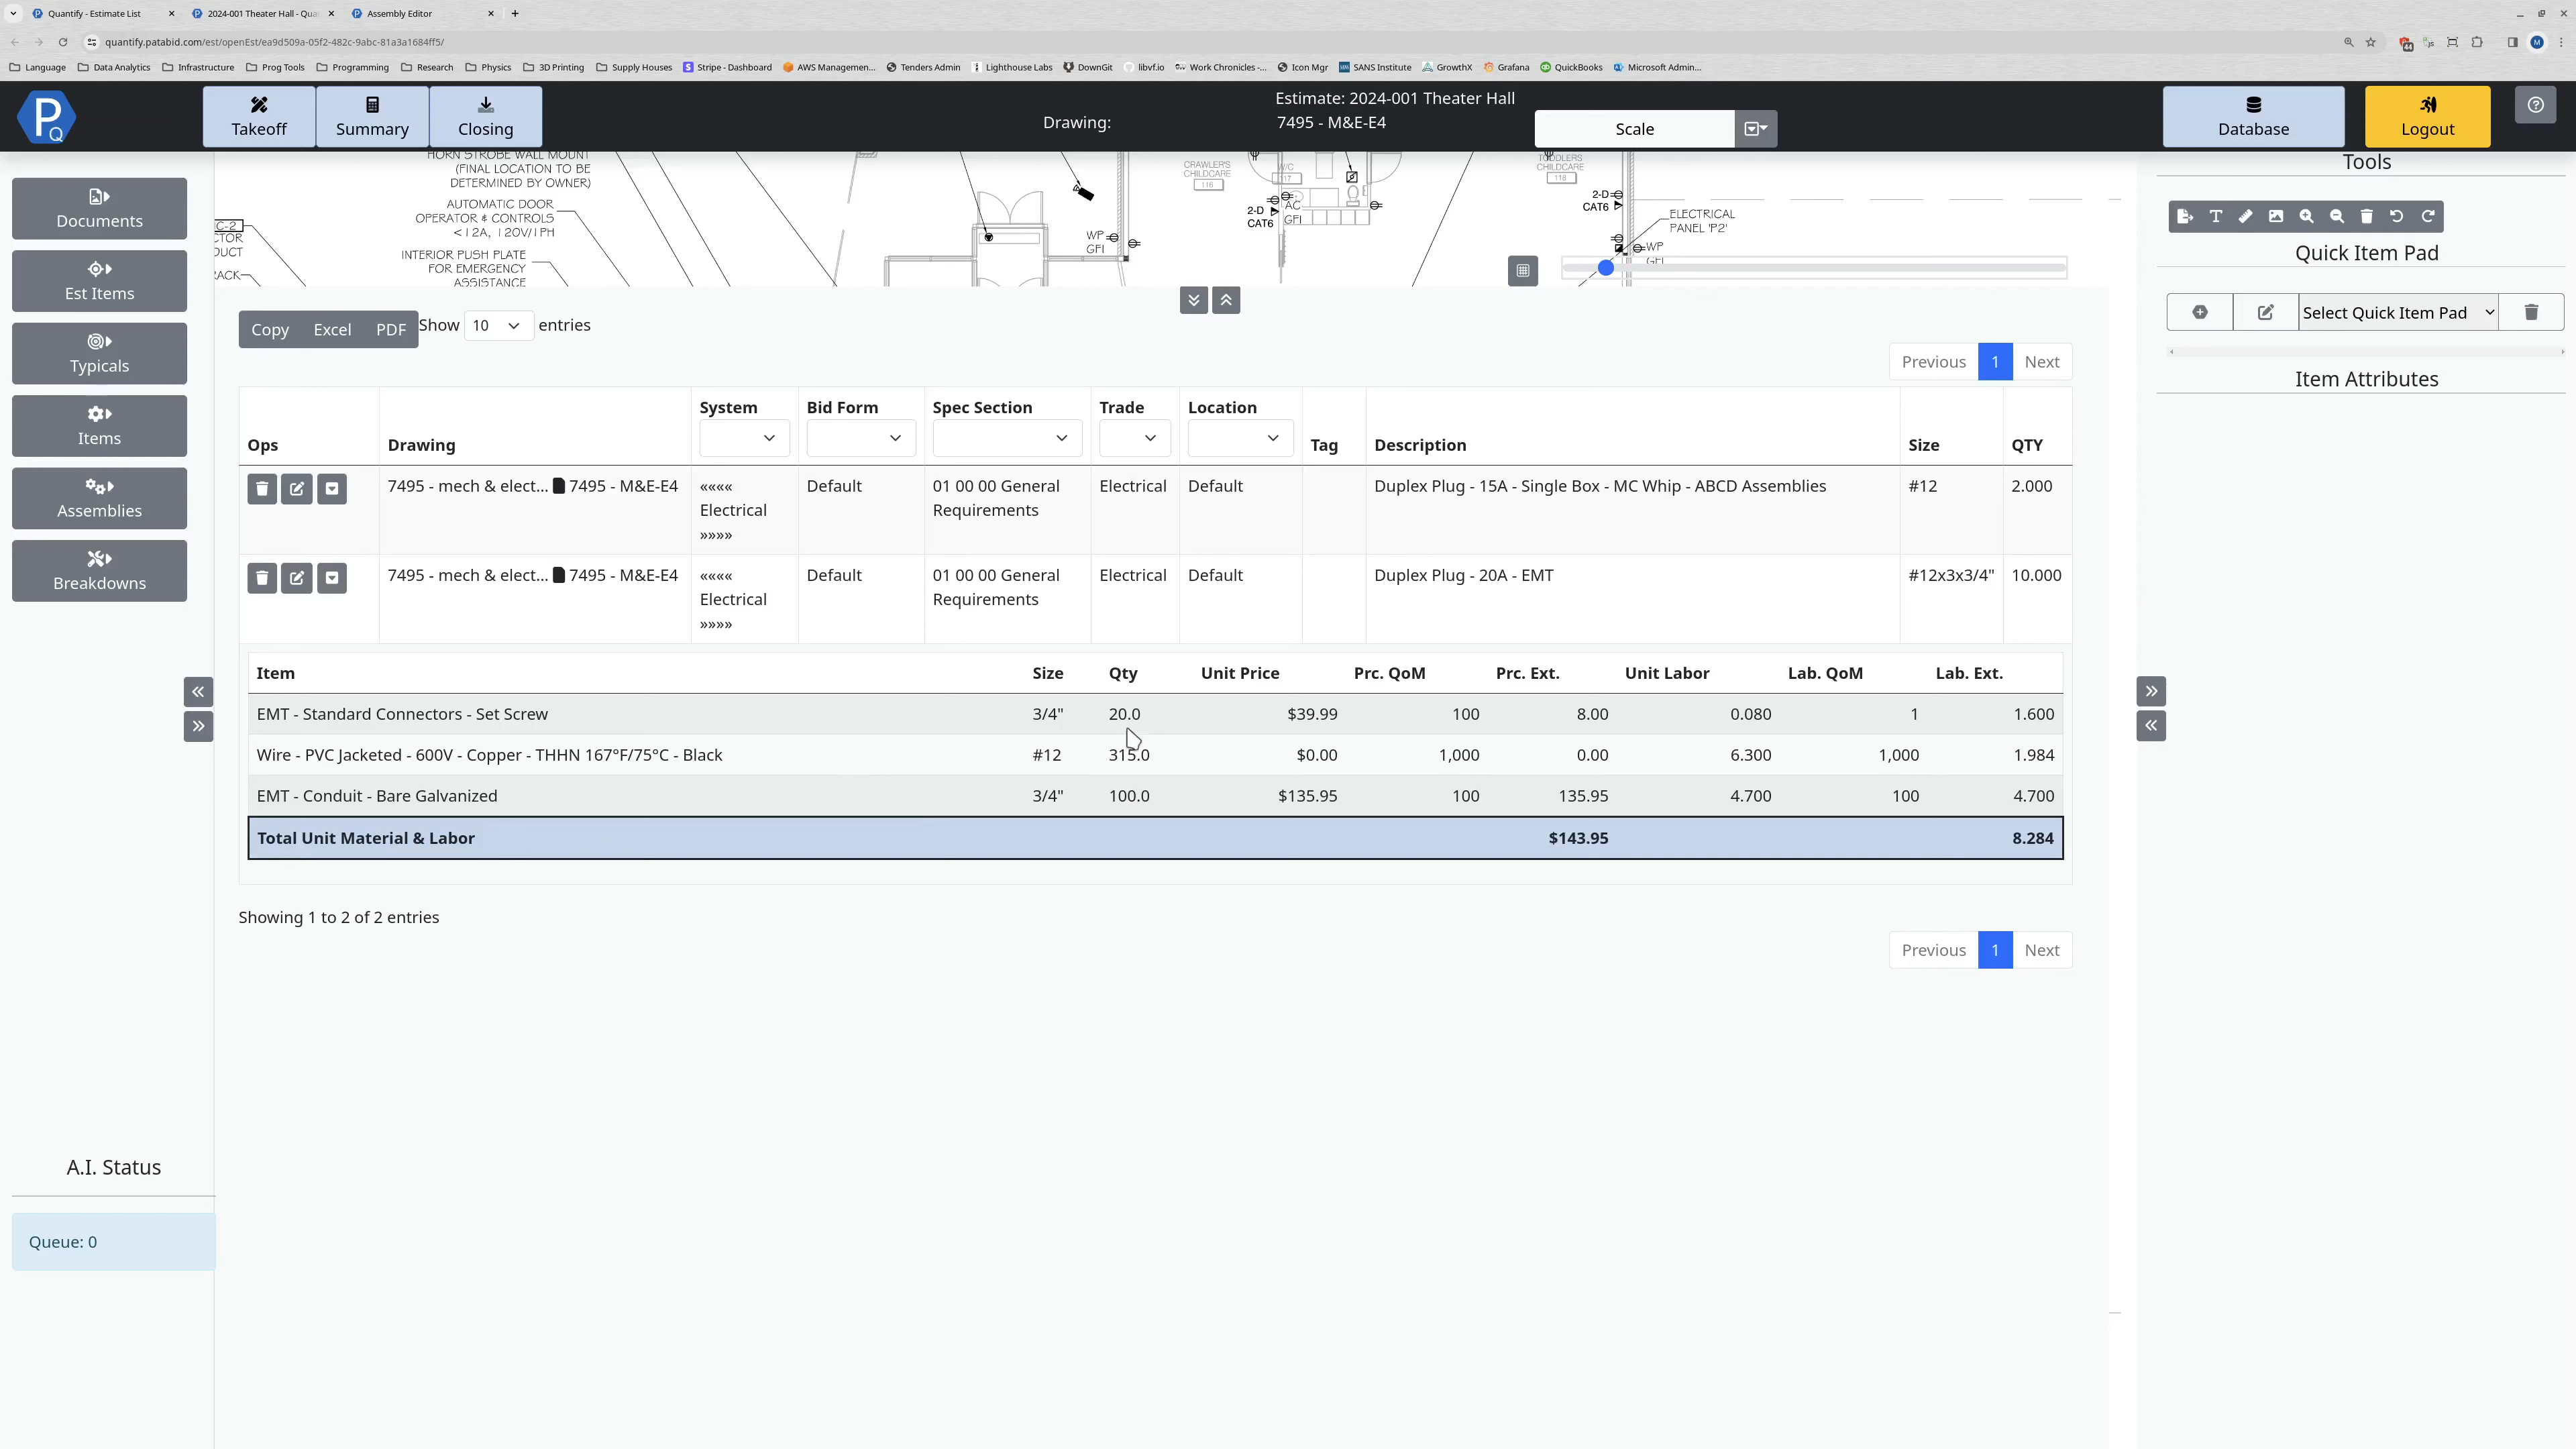 Quantify - Estimate List
2024-001 Theater Hall - Qua
Assembly Editor
quantify.patabid.com/est/openEst/ea9d509a-05f2-482c-9abc-81a3a1684ff5/
Language Data Analytics Infrastructure Prog Tools Programming Research Physics 3D Printing Supply Houses Stripe - Dashboard AWS Managemen... Tenders Admin Lighthouse Labs DownGit libvf.io Work Chronicles -... Icon Mgr SANS Institute GrowthX Grafana QuickBooks Microsoft Admin...
P Q
Takeoff
Summary
Closing
Estimate: 2024-001 Theater Hall
Drawing: 7495 - M&E-E4
Scale
Database
Logout
Documents
Est Items
Typicals
Items
Assemblies
Breakdowns
A.I. Status
Queue: 0
HORN STROBE WALL MOUNT
(FINAL LOCATION TO BE
DETERMINED BY OWNER)
AUTOMATIC DOOR
OPERATOR & CONTROLS
<12A, 120V/1PH
INTERIOR PUSH PLATE
FOR EMERGENCY
ASSISTANCE
C-2
CTOR
DUCT
RACK
WP
GFI
CRAWLER'S
CHILDCARE
116
W/C
117
2-D
CAT6
AC
GFI
TODDLERS
CHILDCARE
118
2-D
CAT6
ELECTRICAL
PANEL 'P2'
WP
GFI
Tools
Quick Item Pad
Select Quick Item Pad
Item Attributes
Copy Excel PDF Show 10 entries
Previous 1 Next
Ops Drawing System Bid Form Spec Section Trade Location Tag Description Size QTY
7495 - mech & elect... 7495 - M&E-E4 «««« Default 01 00 00 General Electrical Default Duplex Plug - 15A - Single Box - MC Whip - ABCD Assemblies #12 2.000
Electrical Requirements
»»»»
7495 - mech & elect... 7495 - M&E-E4 «««« Default 01 00 00 General Electrical Default Duplex Plug - 20A - EMT #12x3x3/4" 10.000
Electrical Requirements
»»»»
Item Size Qty Unit Price Prc. QoM Prc. Ext. Unit Labor Lab. QoM Lab. Ext.
EMT - Standard Connectors - Set Screw 3/4" 20.0 $39.99 100 8.00 0.080 1 1.600
Wire - PVC Jacketed - 600V - Copper - THHN 167°F/75°C - Black #12 315.0 $0.00 1,000 0.00 6.300 1,000 1.984
EMT - Conduit - Bare Galvanized 3/4" 100.0 $135.95 100 135.95 4.700 100 4.700
Total Unit Material & Labor $143.95 8.284
Showing 1 to 2 of 2 entries
Previous 1 Next